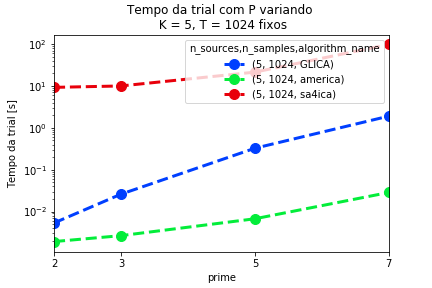 Tempo da trial com P variando
K = 5, T = 1024 fixos
n_sources,n_samples,algorithm_name
(5, 1024, CLICA)
(5, 1024, america)
(5, 1024, sa4ica)
Tempo da trial [s]
10²
10¹
10⁰
10⁻¹
10⁻²
2 3 5 7
prime